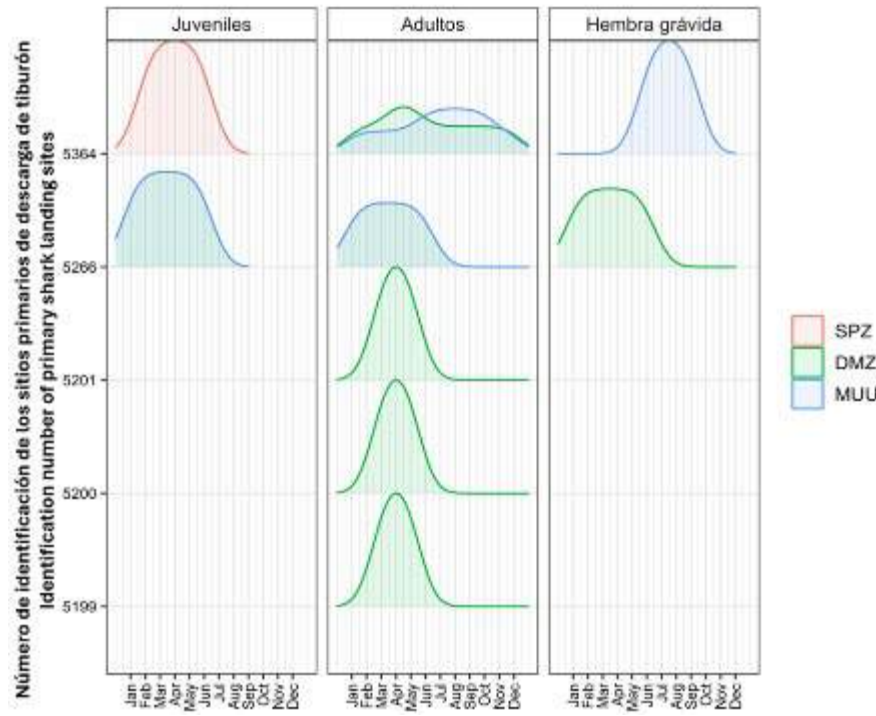 Juveniles
Adultos
Hembra grávida
Número de identificación de los sitios primarios de descarga de tiburón
Identification number of primary shark landing sites
5364
5266
5201
5200
5199
Jan Feb Mar Apr May Jun Jul Aug Sep Oct Nov Dec
Jan Feb Mar Apr May Jun Jul Aug Sep Oct Nov Dec
Jan Feb Mar Apr May Jun Jul Aug Sep Oct Nov Dec
SPZ
DMZ
MUU